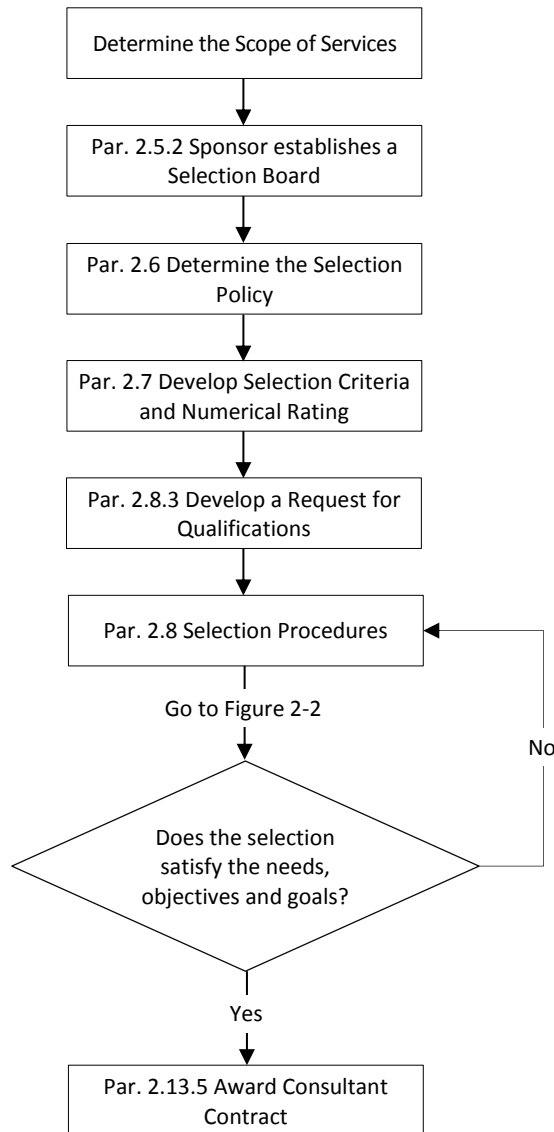 Determine the Scope of Services
Par. 2.5.2 Sponsor establishes a
Selection Board
Par. 2.6 Determine the Selection
Policy
Par. 2.7 Develop Selection Criteria
and Numerical Rating
Par. 2.8.3 Develop a Request for
Qualifications
Par. 2.8 Selection Procedures
Go to Figure 2-2
No
Does the selection
satisfy the needs,
objectives and goals?
Yes
Par. 2.13.5 Award Consultant
Contract